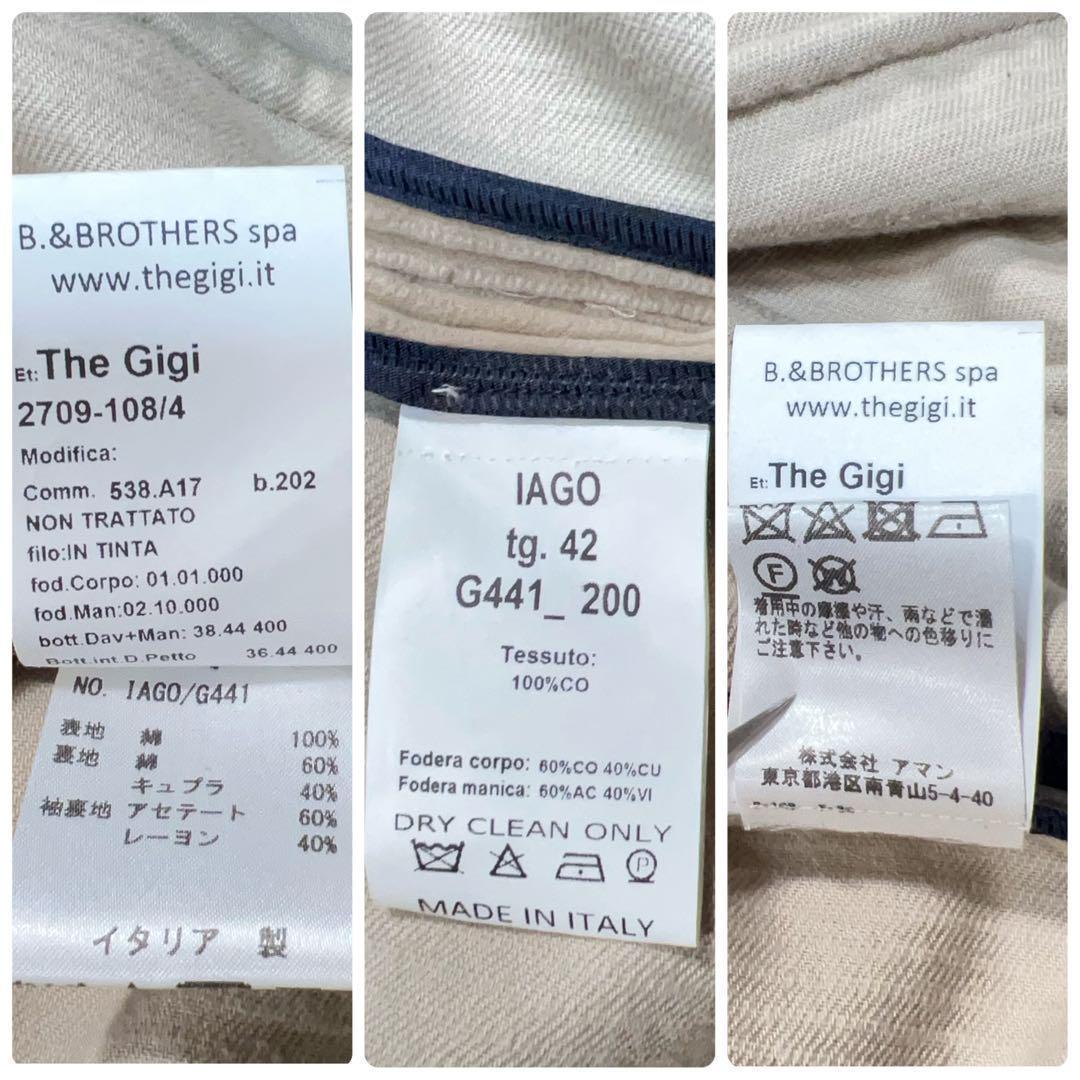 B.&BROTHERS spa
www.thegigi.it
Et:The Gigi
2709-108/4
Modifica:
Comm. 538.A17 b.202
NON TRATTATO
filo:IN TINTA
fod.Corpo: 01.01.000
fod.Man:02.10.000
bott.Dav+Man: 38.44 400
Bott.int.D.Petto 36.44 400
NO. IAGO/G441
表地 綿 100%
裏地 綿 60%
キュプラ 40%
袖裏地 アセテート 60%
レーヨン 40%
イタリア 製
IAGO
tg. 42
G441_ 200
Tessuto:
100%CO
Fodera corpo: 60%CO 40%CU
Fodera manica: 60%AC 40%VI
DRY CLEAN ONLY
P
MADE IN ITALY
B.&BROTHERS spa
www.thegigi.it
Et:The Gigi
F
着用中の摩擦や汗、雨などで濡
れた時など他の物への色移りに
ご注意下さい。
株式会社 アマン
東京都港区南青山5-4-40